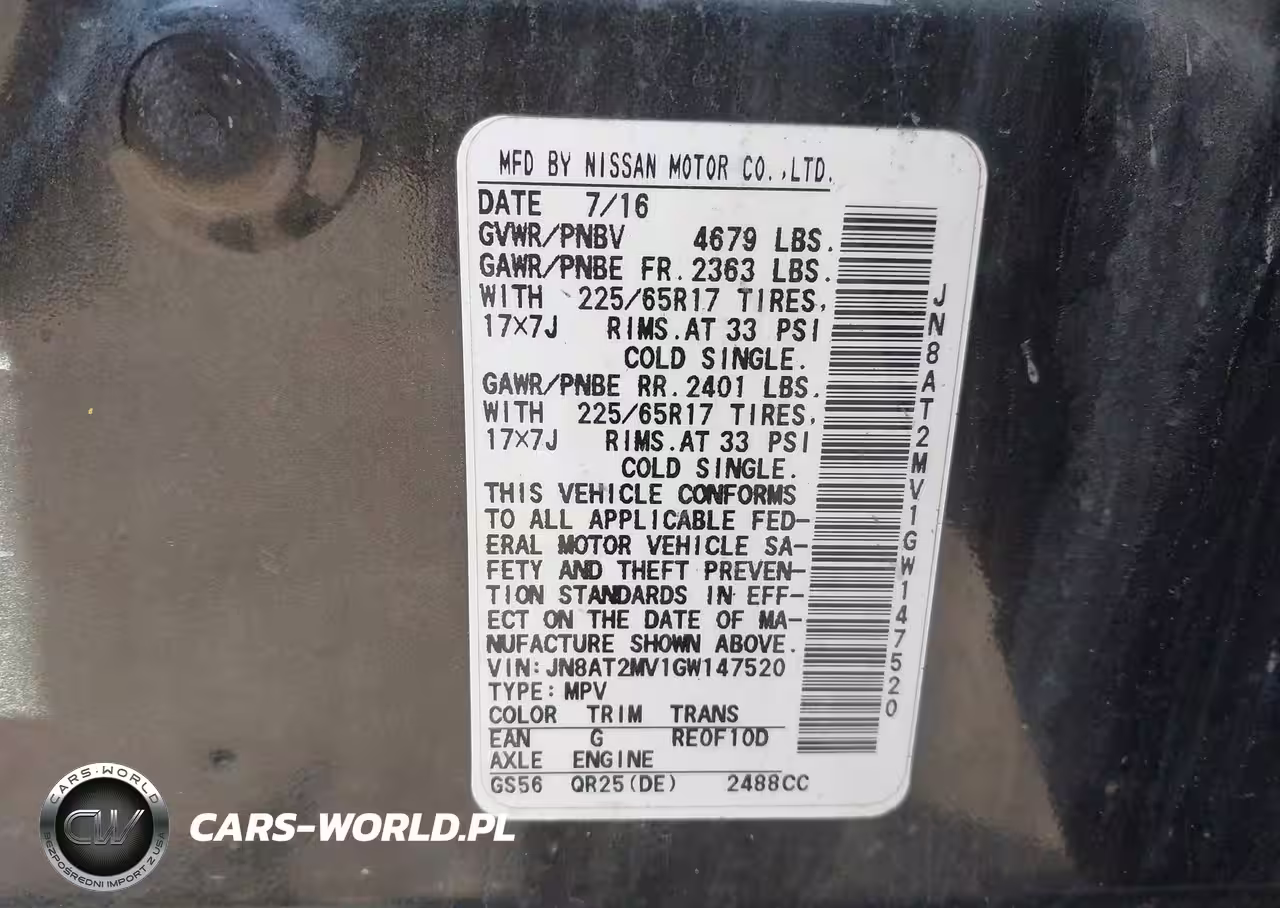 MFD BY NISSAN MOTOR CO.,LTD.
DATE 7/16
GVWR/PNBV 4679 LBS.
GAWR/PNBE FR.2363 LBS.
WITH 225/65R17 TIRES,
17×7J RIMS.AT 33 PSI
COLD SINGLE.
GAWR/PNBE RR.2401 LBS.
WITH 225/65R17 TIRES,
17×7J RIMS.AT 33 PSI
COLD SINGLE.
THIS VEHICLE CONFORMS
TO ALL APPLICABLE FED-
ERAL MOTOR VEHICLE SA-
FETY AND THEFT PREVEN-
TION STANDARDS IN EFF-
ECT ON THE DATE OF MA-
NUFACTURE SHOWN ABOVE.
VIN:JN8AT2MV1GW147520
TYPE:MPV
COLOR TRIM TRANS
EAN G RE0F10D
AXLE ENGINE
GS56 QR25(DE) 2488CC
JN8AT2MV1GW147520
CARS-WORLD
CW
BEZPOŚREDNI IMPORT Z USA
CARS-WORLD.PL